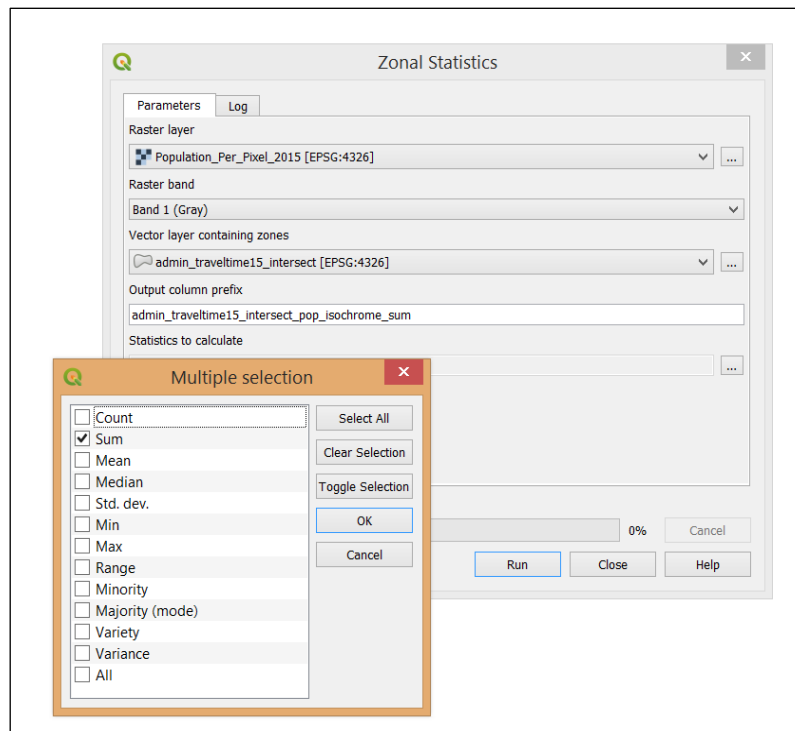 Zonal Statistics
Parameters
Log
Raster layer
Population_Per_Pixel_2015 [EPSG:4326]
...
Raster band
Band 1 (Gray)
Vector layer containing zones
admin_traveltime15_intersect [EPSG:4326]
...
Output column prefix
admin_traveltime15_intersect_pop_isochrome_sum
Statistics to calculate
...
0%
Cancel
Run
Close
Help
Multiple selection
Count
Sum
Mean
Median
Std. dev.
Min
Max
Range
Minority
Majority (mode)
Variety
Variance
All
Select All
Clear Selection
Toggle Selection
OK
Cancel